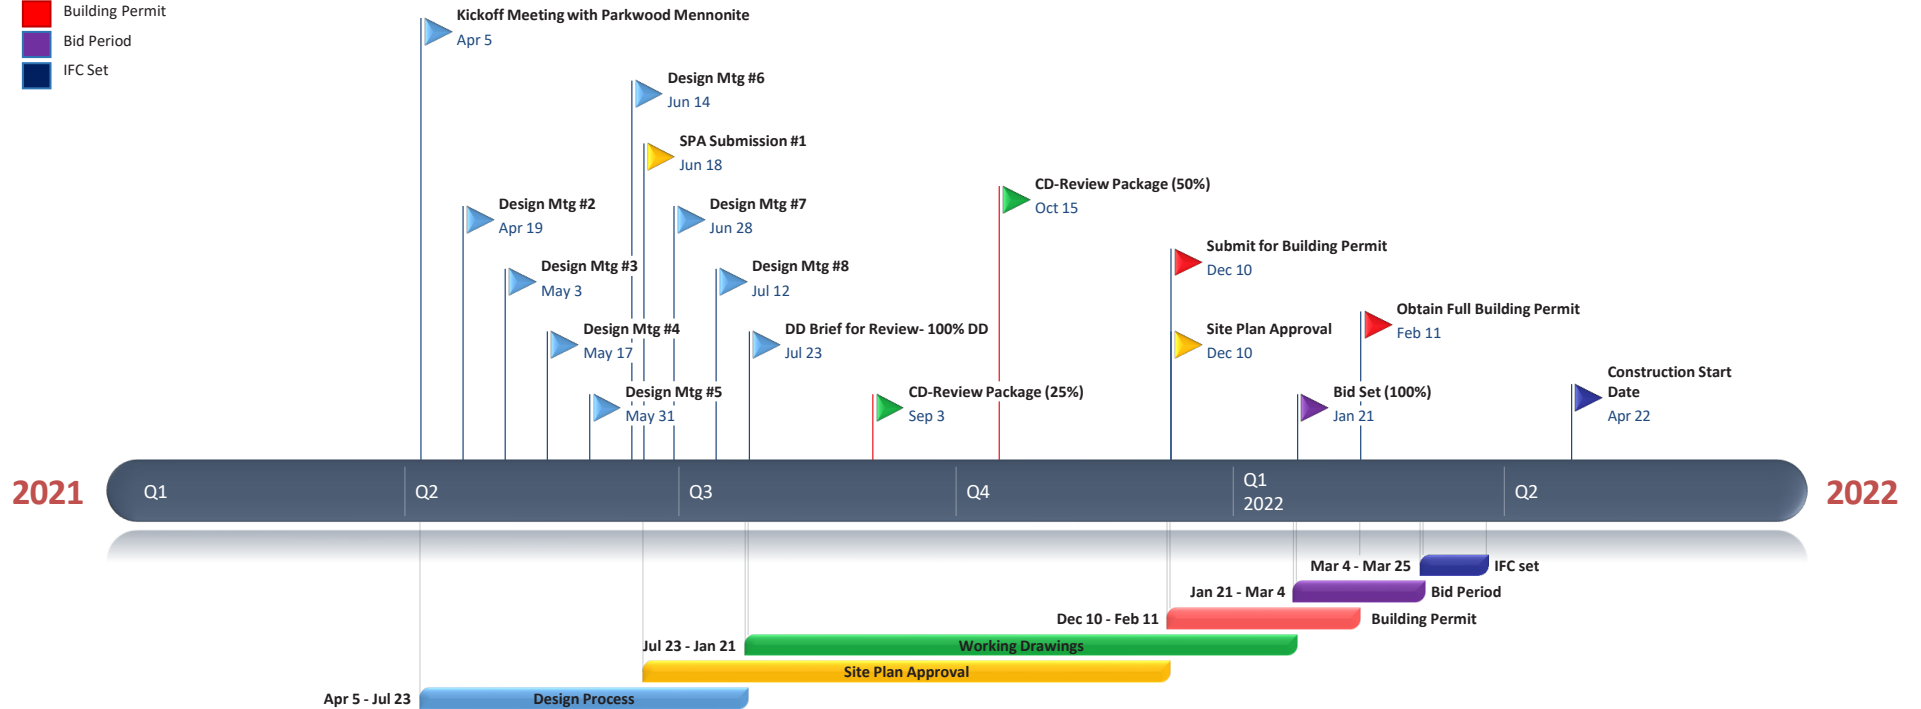 Building Permit
Bid Period
IFC Set
Kickoff Meeting with Parkwood Mennonite
Apr 5
Design Mtg #6
Jun 14
SPA Submission #1
Jun 18
CD-Review Package (50%)
Oct 15
Design Mtg #2
Apr 19
Design Mtg #7
Jun 28
Submit for Building Permit
Dec 10
Design Mtg #3
May 3
Design Mtg #8
Jul 12
Obtain Full Building Permit
Feb 11
Design Mtg #4
May 17
DD Brief for Review- 100% DD
Jul 23
Site Plan Approval
Dec 10
Construction Start
Date
Apr 22
Design Mtg #5
May 31
CD-Review Package (25%)
Sep 3
Bid Set (100%)
Jan 21
2021
Q1
Q2
Q3
Q4
Q1
2022
Q2
2022
Mar 4 - Mar 25
IFC set
Jan 21 - Mar 4
Bid Period
Dec 10 - Feb 11
Building Permit
Jul 23 - Jan 21
Working Drawings
Site Plan Approval
Apr 5 - Jul 23
Design Process